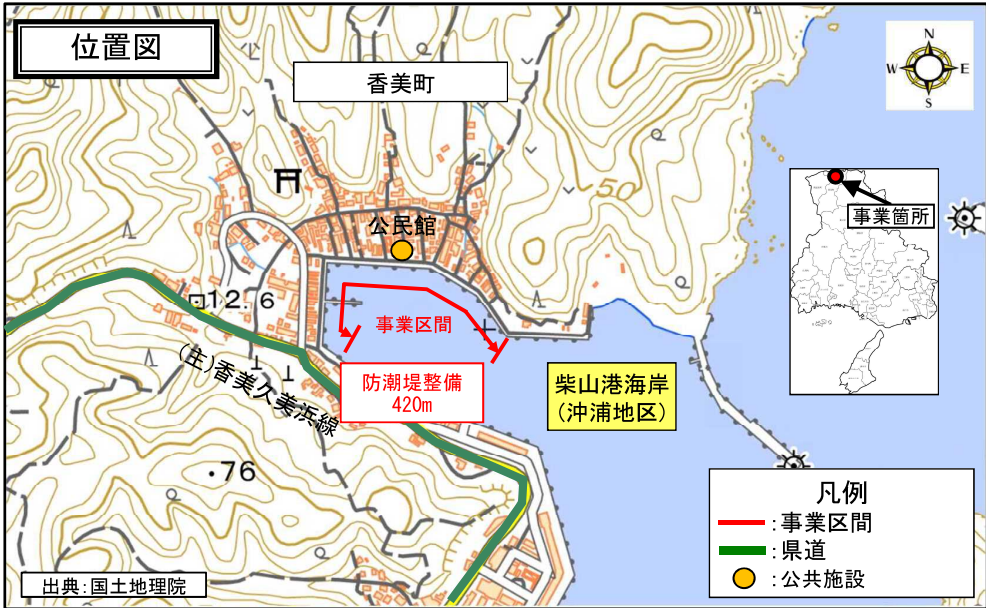 位置図
香美町
N
W
E
S
事業箇所
50
公民館
12.6
事業区間
(主)香美久美浜線
防潮堤整備
420m
柴山港海岸
(沖浦地区)
76
凡例
:事業区間
:県道
:公共施設
出典:国土地理院